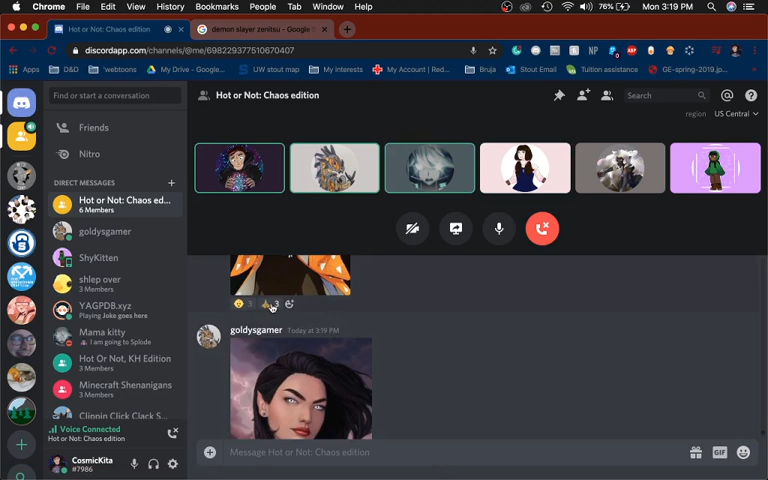 Chrome File Edit View History Bookmarks People Tab Window Help 76% Mon 3:19 PM
Hot or Not: Chaos edition
demon slayer zenitsu - Google
discordapp.com/channels/@me/698229377510670407
Apps D&D *webtoons My Drive - Google... UW stout map My interests My Account | Red... Bruja Stout Email Tuition assistance GE-spring-2019.jp...
Find or start a conversation
Hot or Not: Chaos edition
Search
region US Central
Friends
Nitro
DIRECT MESSAGES
Hot or Not: Chaos ed...
6 Members
goldysgamer
ShyKitten
shlep over
3 Members
YAGPDB.xyz
Playing Joke goes here
Mama kitty
I am going to Splode
Hot Or Not, KH Edition
3 Members
Minecraft Shenanigans
3 Members
Clippin Click Clack S...
3 3
goldysgamer Today at 3:19 PM
Voice Connected
Hot or Not: Chaos edition
CosmicKita
#7986
Message Hot or Not: Chaos edition
GIF